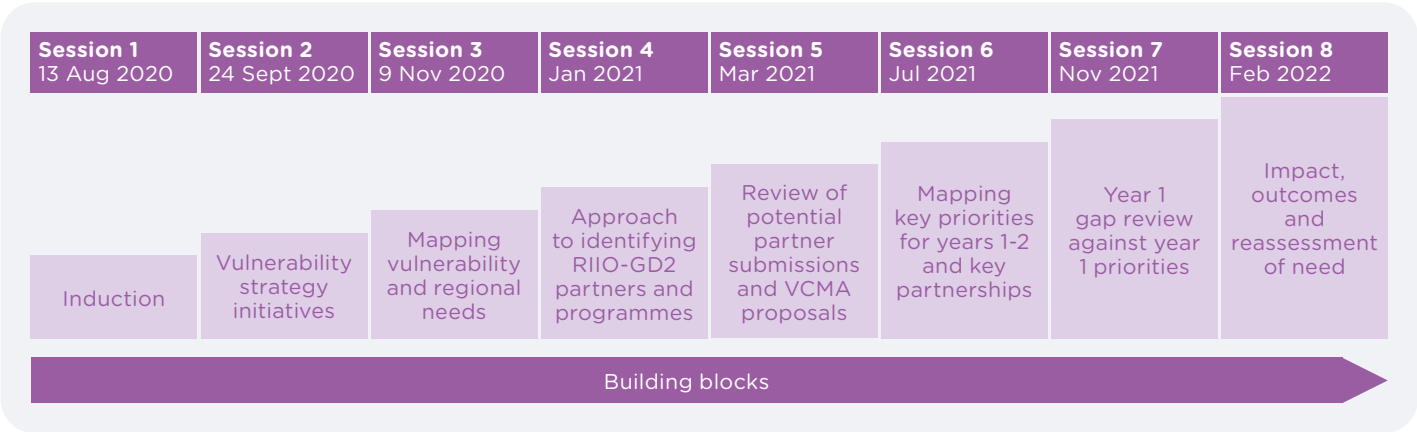 Session 1
13 Aug 2020
Session 2
24 Sept 2020
Session 3
9 Nov 2020
Session 4
Jan 2021
Session 5
Mar 2021
Session 6
Jul 2021
Session 7
Nov 2021
Session 8
Feb 2022
Induction
Vulnerability
strategy
initiatives
Mapping
vulnerability
and regional
needs
Approach
to identifying
RIIO-GD2
partners and
programmes
Review of
potential
partner
submissions
and VCMA
proposals
Mapping
key priorities
for years 1-2
and key
partnerships
Year 1
gap review
against year
1 priorities
Impact,
outcomes
and
reassessment
of need
Building blocks